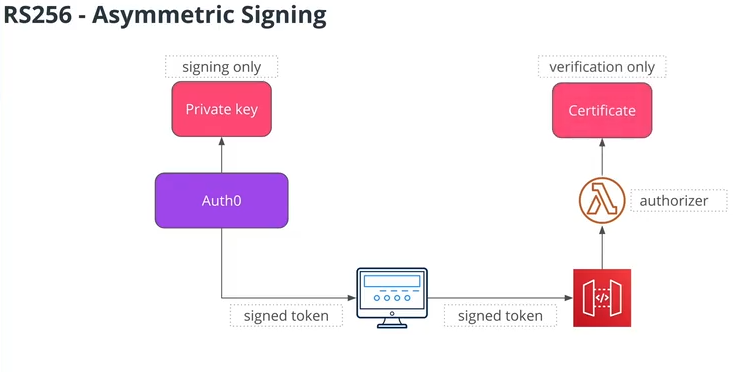 RS256 - Asymmetric Signing
signing only
verification only
Private key
Certificate
Auth0
authorizer
signed token
signed token